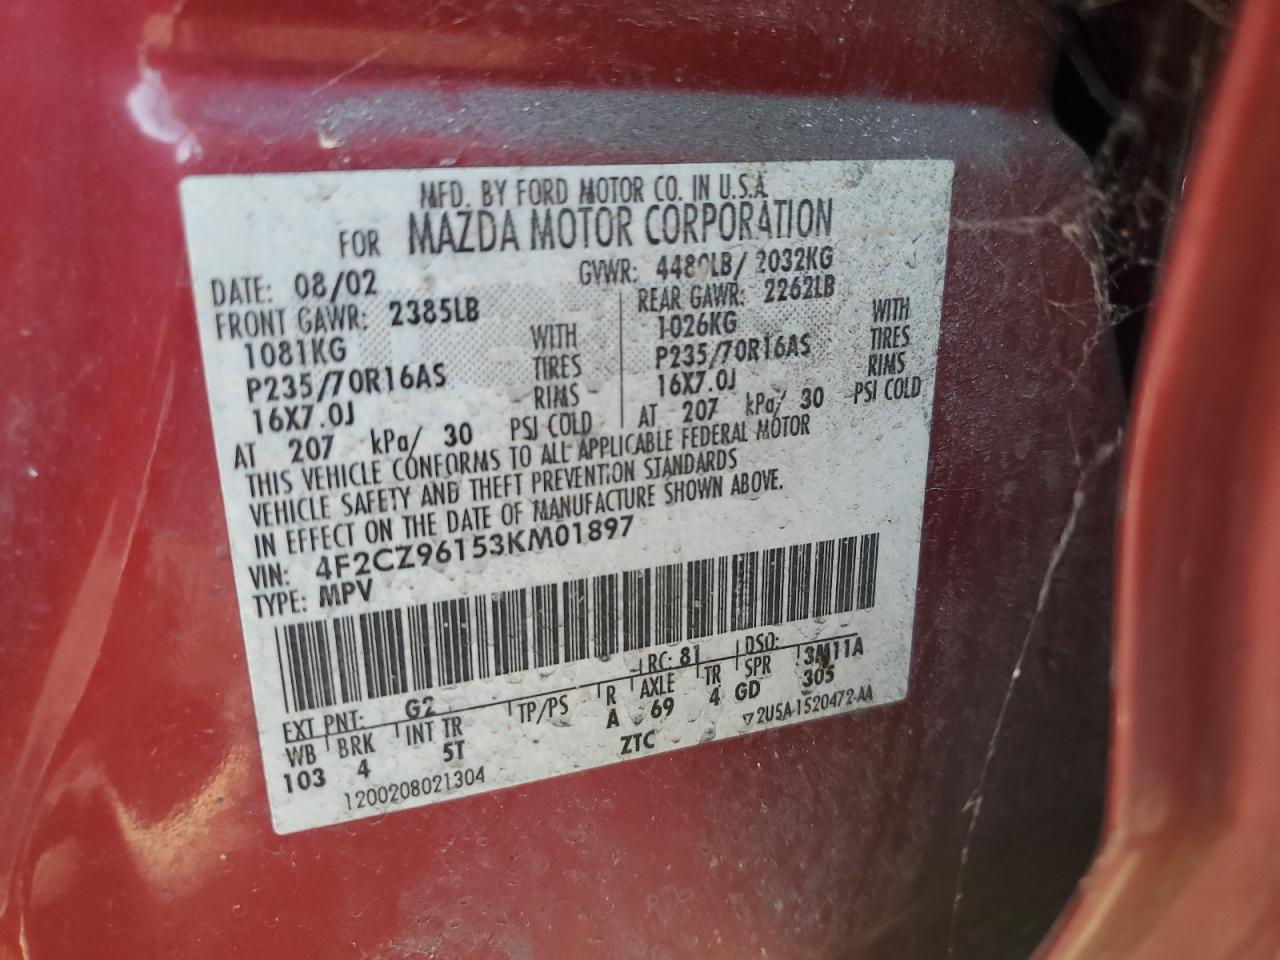 MFD. BY FORD MOTOR CO. IN U.S.A.
FOR MAZDA MOTOR CORPORATION
DATE: 08/02 GVWR: 4480LB/ 2032KG
FRONT GAWR: 2385LB REAR GAWR: 2262LB
1081KG WITH 1026KG WITH
P235/70R16AS TIRES P235/70R16AS TIRES
16X7.0J RIMS 16X7.0J RIMS
AT 207 kPa/ 30 PSI COLD AT 207 kPa/ 30 PSI COLD
THIS VEHICLE CONFORMS TO ALL APPLICABLE FEDERAL MOTOR
VEHICLE SAFETY AND THEFT PREVENTION STANDARDS
IN EFFECT ON THE DATE OF MANUFACTURE SHOWN ABOVE.
VIN: 4F2CZ96153KM01897
TYPE: MPV
EXT PNT: G2 RC: 81 DSO:
WB BRK INT TR TP/PS R AXLE TR SPR 3M11A
103 4 5T A 69 4 GD 305
1200208021304 ZTC 2U5A-1520472-AA